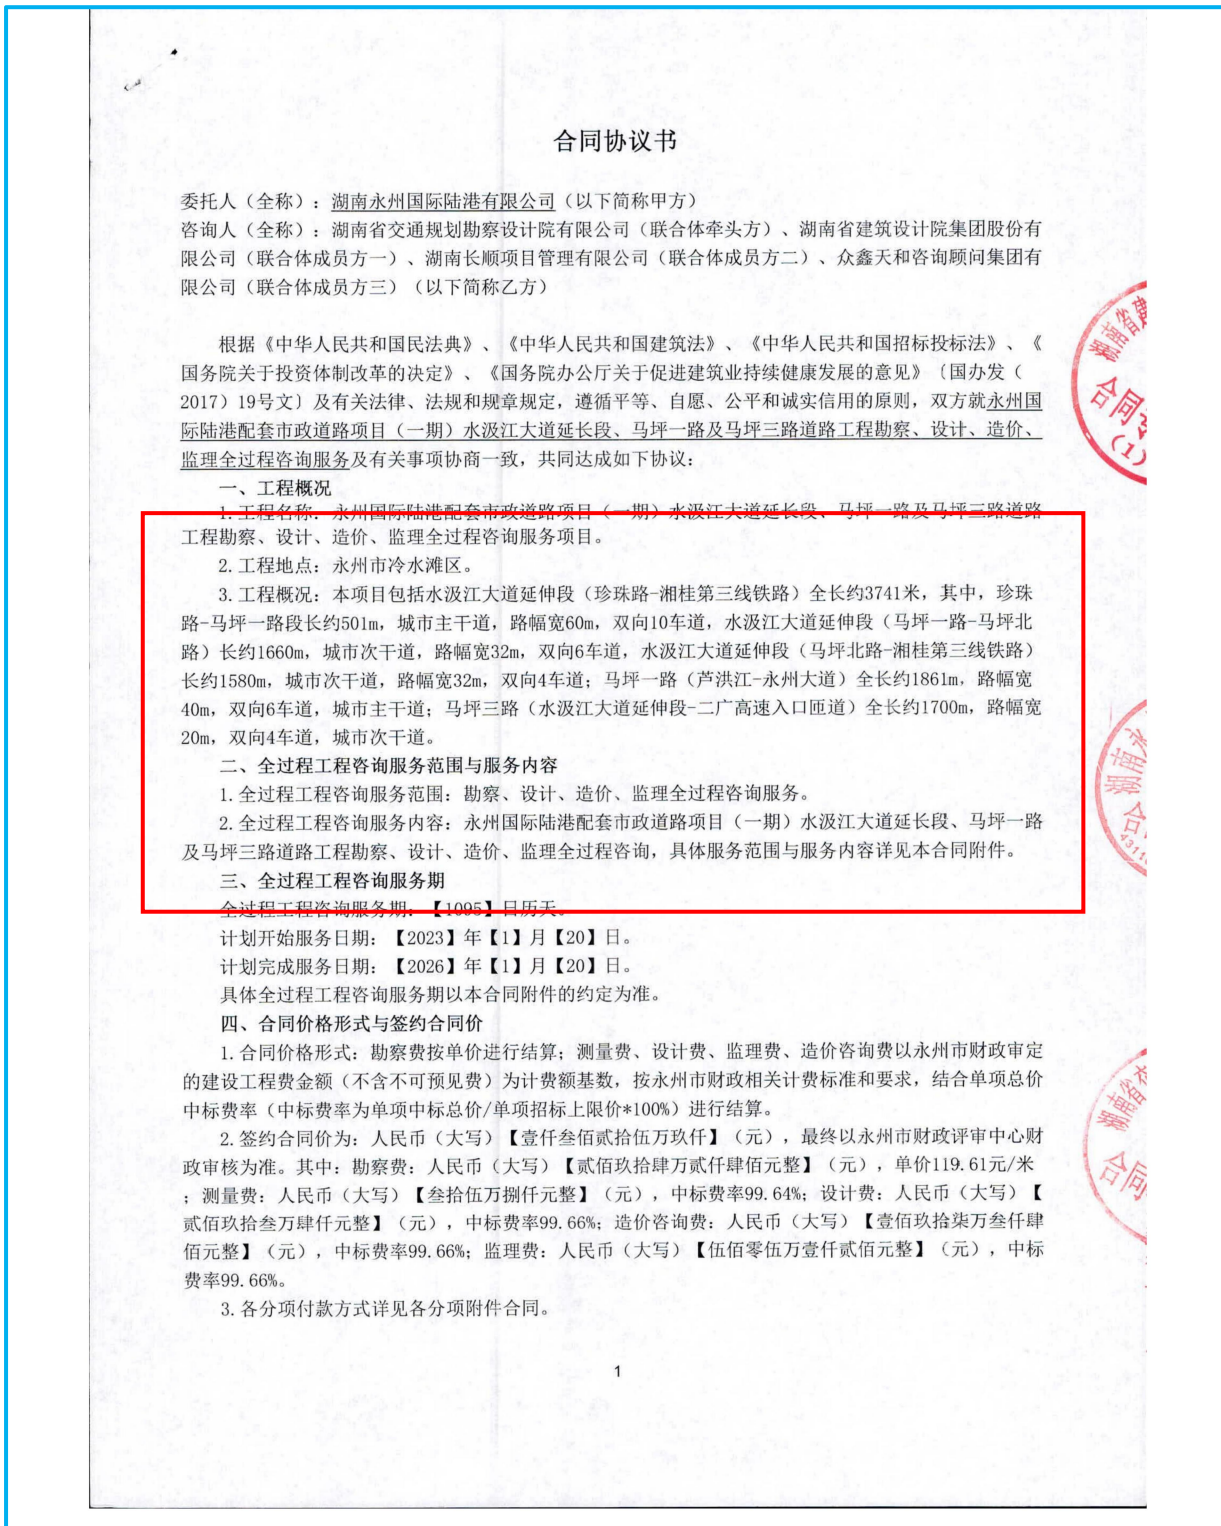 合同协议书
委托人（全称）：湖南永州国际陆港有限公司（以下简称甲方）
咨询人（全称）：湖南省交通规划勘察设计院有限公司（联合体牵头方）、湖南省建筑设计院集团股份有
限公司（联合体成员方一）、湖南长顺项目管理有限公司（联合体成员方二）、众鑫天和咨询顾问集团有
限公司（联合体成员方三）（以下简称乙方）
根据《中华人民共和国民法典》、《中华人民共和国建筑法》、《中华人民共和国招标投标法》、《
国务院关于投资体制改革的决定》、《国务院办公厅关于促进建筑业持续健康发展的意见》〔国办发（
2017）19号文〕及有关法律、法规和规章规定，遵循平等、自愿、公平和诚实信用的原则，双方就永州国
际陆港配套市政道路项目（一期）水汲江大道延长段、马坪一路及马坪三路道路工程勘察、设计、造价、
监理全过程咨询服务及有关事项协商一致，共同达成如下协议：
一、工程概况
1.工程名称：永州国际陆港配套市政道路项目（一期）水汲江大道延长段、马坪一路及马坪三路道路
工程勘察、设计、造价、监理全过程咨询服务项目。
2.工程地点：永州市冷水滩区。
3.工程概况：本项目包括水汲江大道延伸段（珍珠路-湘桂第三线铁路）全长约3741米，其中，珍珠
路-马坪一路段长约501m，城市主干道，路幅宽60m，双向10车道，水汲江大道延伸段（马坪一路-马坪北
路）长约1660m，城市次干道，路幅宽32m，双向6车道，水汲江大道延伸段（马坪北路-湘桂第三线铁路）
长约1580m，城市次干道，路幅宽32m，双向4车道；马坪一路（芦洪江-永州大道）全长约1861m，路幅宽
40m，双向6车道，城市主干道；马坪三路（水汲江大道延伸段-二广高速入口匝道）全长约1700m，路幅宽
20m，双向4车道，城市次干道。
二、全过程工程咨询服务范围与服务内容
1.全过程工程咨询服务范围：勘察、设计、造价、监理全过程咨询服务。
2.全过程工程咨询服务内容：永州国际陆港配套市政道路项目（一期）水汲江大道延长段、马坪一路
及马坪三路道路工程勘察、设计、造价、监理全过程咨询，具体服务范围与服务内容详见本合同附件。
三、全过程工程咨询服务期
全过程工程咨询服务期：【1095】日历天。
计划开始服务日期：【2023】年【1】月【20】日。
计划完成服务日期：【2026】年【1】月【20】日。
具体全过程工程咨询服务期以本合同附件的约定为准。
四、合同价格形式与签约合同价
1.合同价格形式：勘察费按单价进行结算；测量费、设计费、监理费、造价咨询费以永州市财政审定
的建设工程费金额（不含不可预见费）为计费额基数，按永州市财政相关计费标准和要求，结合单项总价
中标费率（中标费率为单项中标总价/单项招标上限价*100%）进行结算。
2.签约合同价为：人民币（大写）【壹仟叁佰贰拾伍万玖仟】（元），最终以永州市财政评审中心财
政审核为准。其中：勘察费：人民币（大写）【贰佰玖拾肆万贰仟肆佰元整】（元），单价119.61元/米
；测量费：人民币（大写）【叁拾伍万捌仟元整】（元），中标费率99.64%；设计费：人民币（大写）【
贰佰玖拾叁万肆仟元整】（元），中标费率99.66%；造价咨询费：人民币（大写）【壹佰玖拾柒万叁仟肆
佰元整】（元），中标费率99.66%；监理费：人民币（大写）【伍佰零伍万壹仟贰佰元整】（元），中标
费率99.66%。
3.各分项付款方式详见各分项附件合同。
1
湖南省建
合同
(1)
湖南永
合
43110
湖南省
合同